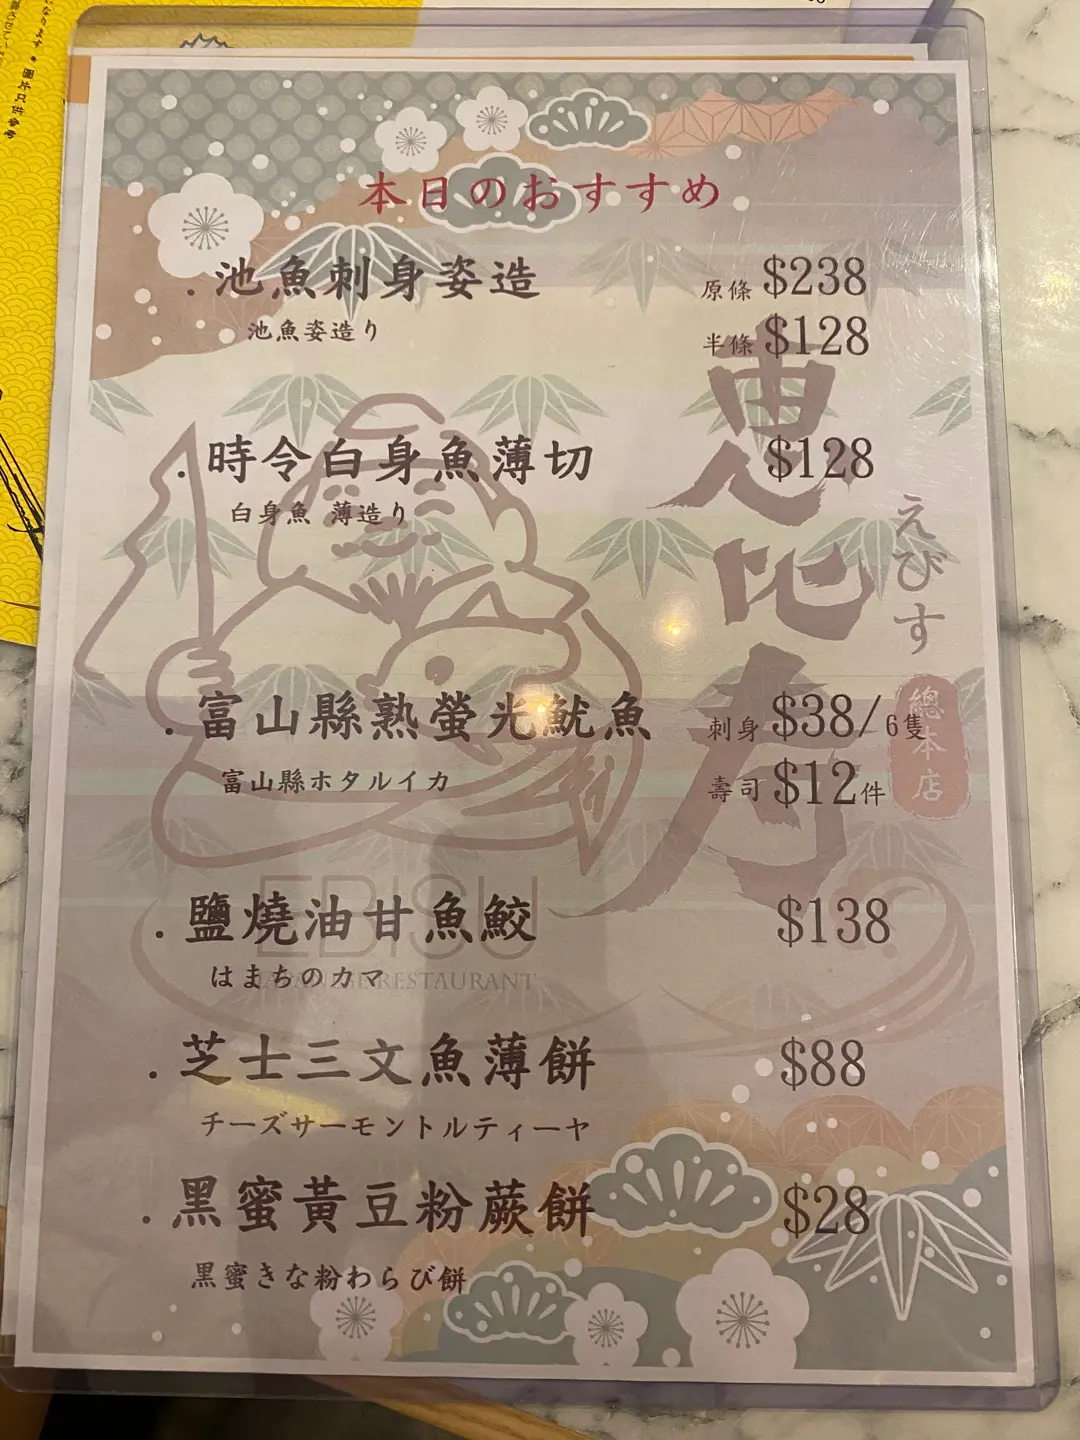 本日のおすすめ
. 池魚刺身姿造 原條 $238
池魚姿造り
半條 $128
. 時令白身魚薄切 $128
白身魚 薄造り
. 富山縣熟螢光魷魚 刺身 $38/6隻
富山縣ホタルイカ 壽司 $12件
. 鹽燒油甘魚鮫 $138
はまちのカマ
. 芝士三文魚薄餅 $88
チーズサーモントルティーヤ
. 黑蜜黃豆粉蕨餅 $28
黒蜜きな粉わらび餅
恵比寿
えびす
總本店
EBISU
JAPANESE RESTAURANT